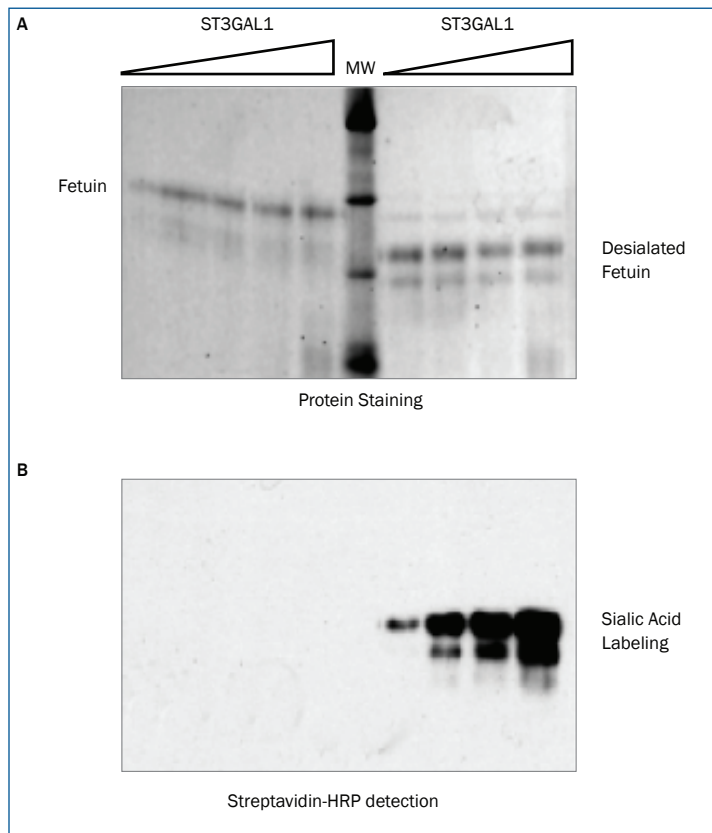 A
ST3GAL1
MW
ST3GAL1
Fetuin
Desialated
Fetuin
Protein Staining
B
Sialic Acid
Labeling
Streptavidin-HRP detection